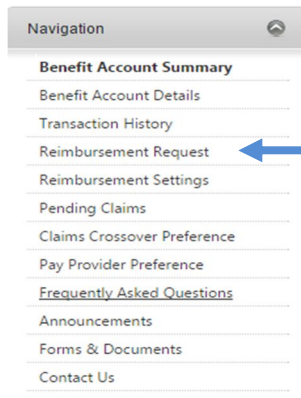 Navigation
Benefit Account Summary
Benefit Account Details
Transaction History
Reimbursement Request
Reimbursement Settings
Pending Claims
Claims Crossover Preference
Pay Provider Preference
Frequently Asked Questions
Announcements
Forms & Documents
Contact Us